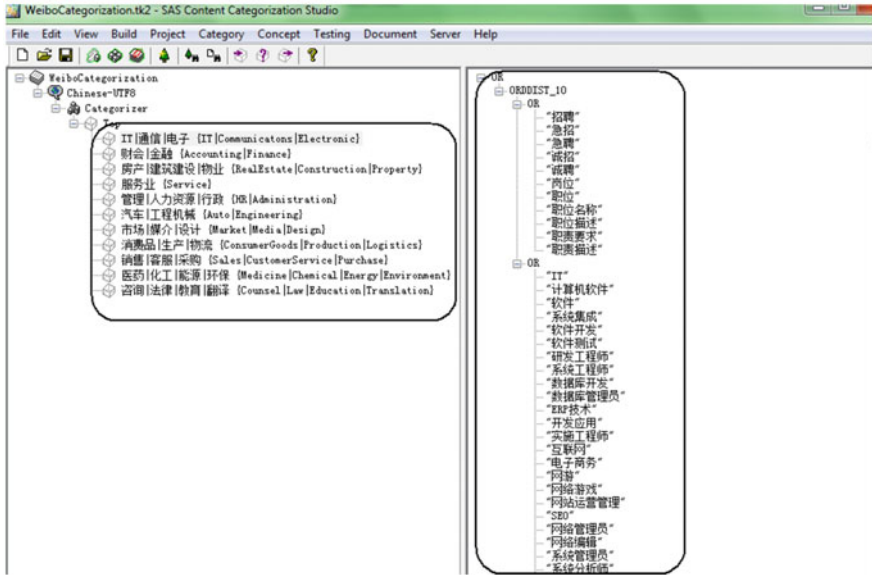 WeiboCategorization.tk2 - SAS Content Categorization Studio
File Edit View Build Project Category Concept Testing Document Server Help
WeiboCategorization
Chinese-UTF8
Categorizer
Top
IT|通信|电子 {IT|Communicatons|Electronic}
财会|金融 {Accounting|Finance}
房产|建筑建设|物业 {RealEstate|Construction|Property}
服务业 {Service}
管理|人力资源|行政 {HR|Administration}
汽车|工程机械 {Auto|Engineering}
市场|媒介|设计 {Market|Media|Design}
消费品|生产|物流 {ConsumerGoods|Production|Logistics}
销售|客服|采购 {Sales|CustomerService|Purchase}
医药|化工|能源|环保 {Medicine|Chemical|Energy|Environment}
咨询|法律|教育|翻译 {Counsel|Law|Education|Translation}
OR
ORDDIST_10
OR
"招聘"
"急招"
"急聘"
"诚招"
"诚聘"
"岗位"
"职位"
"职位名称"
"职位描述"
"职责要求"
"职责描述"
OR
"IT"
"计算机软件"
"软件"
"系统集成"
"软件开发"
"软件测试"
"研发工程师"
"系统工程师"
"数据库开发"
"数据库管理员"
"ERP技术"
"开发应用"
"实施工程师"
"互联网"
"电子商务"
"网游"
"网络游戏"
"网站运营管理"
"SEO"
"网络管理员"
"网络编辑"
"系统管理员"
"系统分析师"